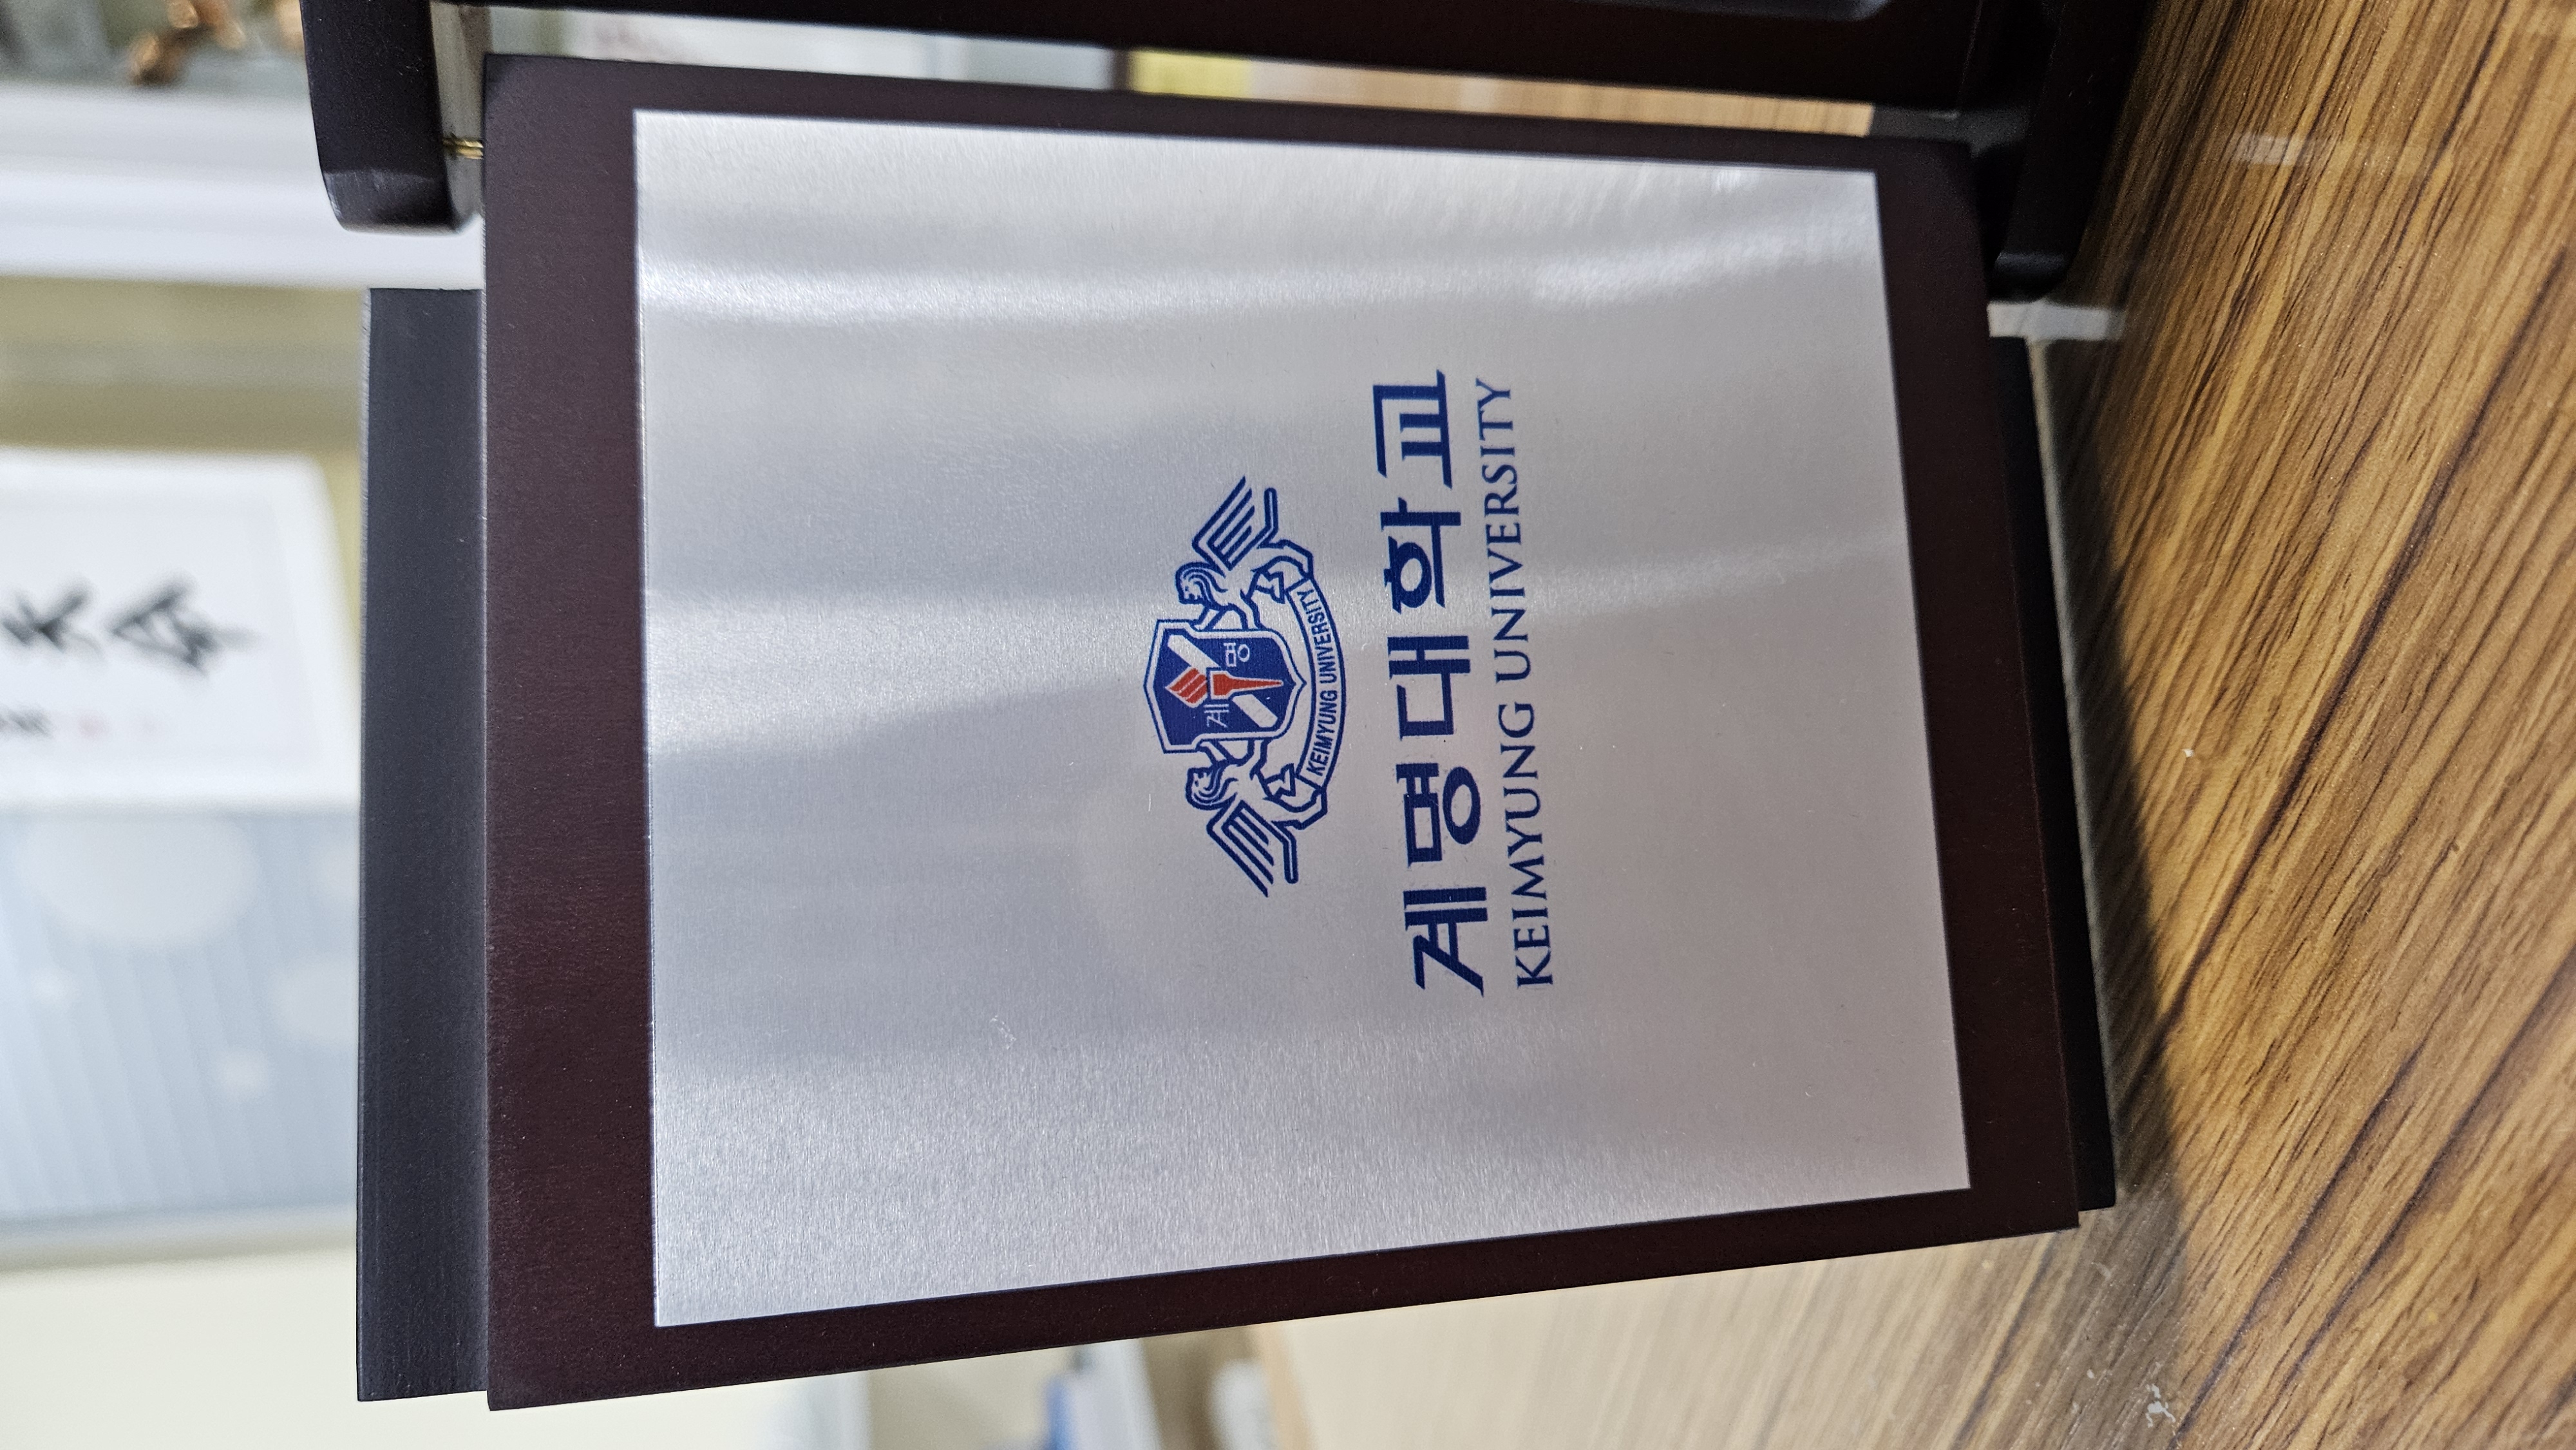 계 명
KEIMYUNG UNIVERSITY
계명대학교
KEIMYUNG UNIVERSITY